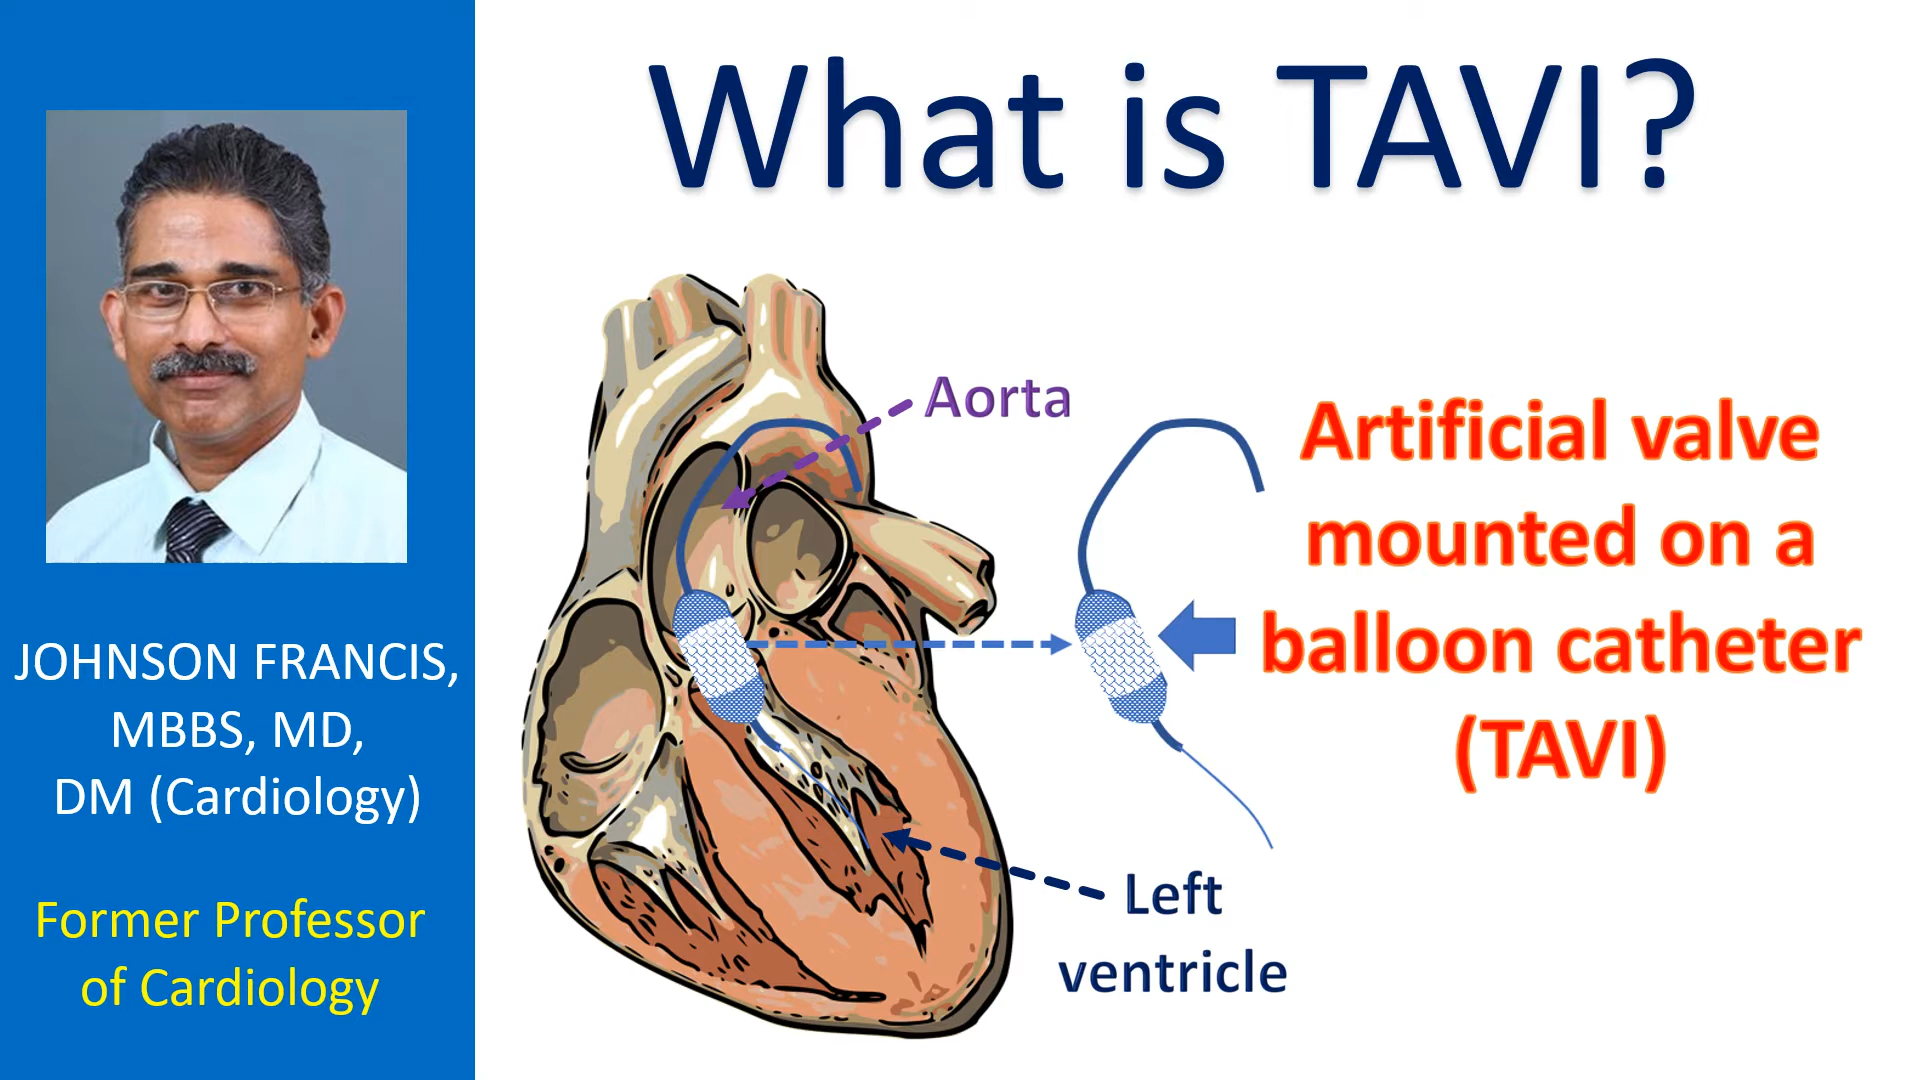 What is TAVI?
JOHNSON FRANCIS,
MBBS, MD,
DM (Cardiology)
Former Professor
of Cardiology
Aorta
Left
ventricle
Artificial valve
mounted on a
balloon catheter
(TAVI)